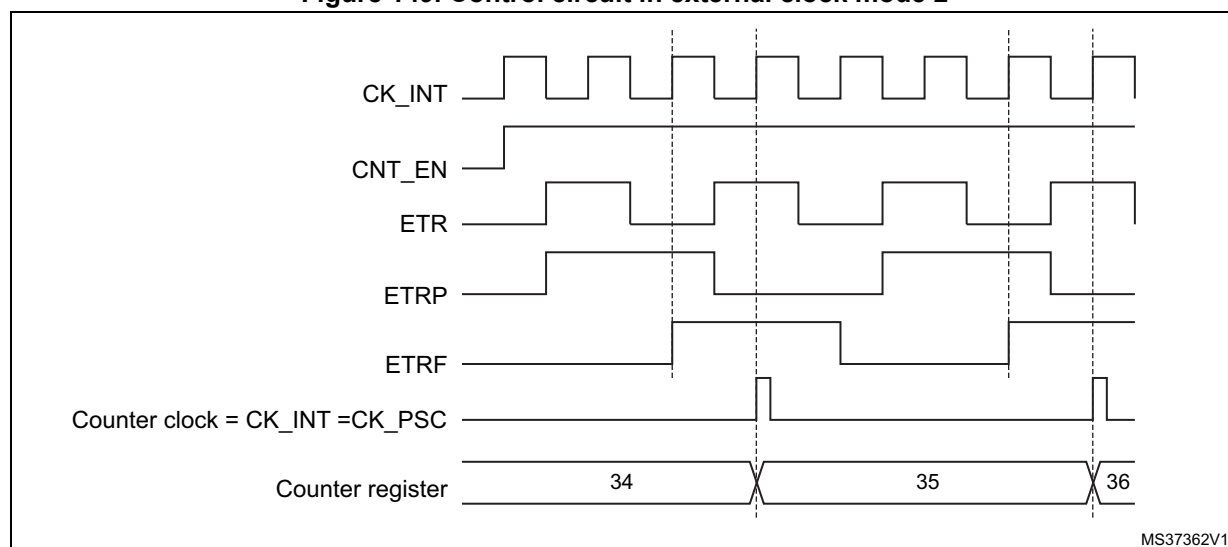 Figure Control circuit in external clock mode 2
CK_INT
CNT_EN
ETR
ETRP
ETRF
Counter clock = CK_INT =CK_PSC
Counter register 34 35 36
MS37362V1